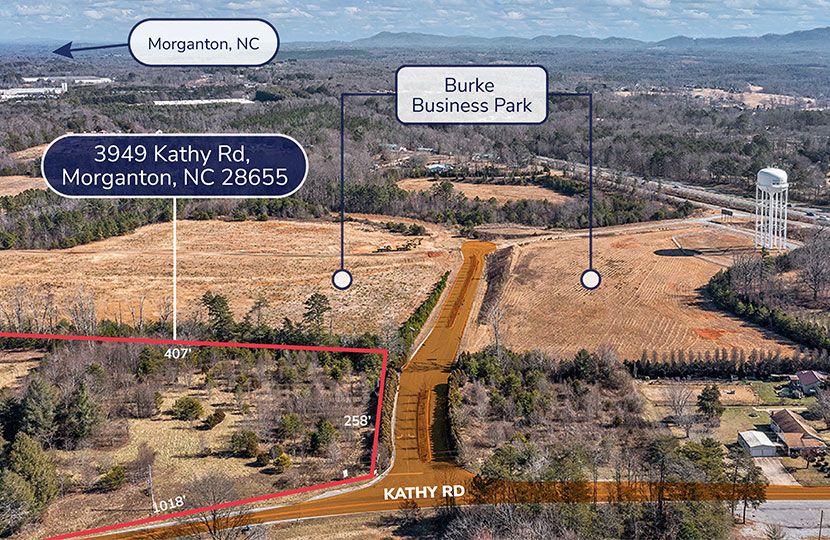 Morganton, NC
Burke
Business Park
3949 Kathy Rd,
Morganton, NC 28655
407'
258'
1018'
KATHY RD